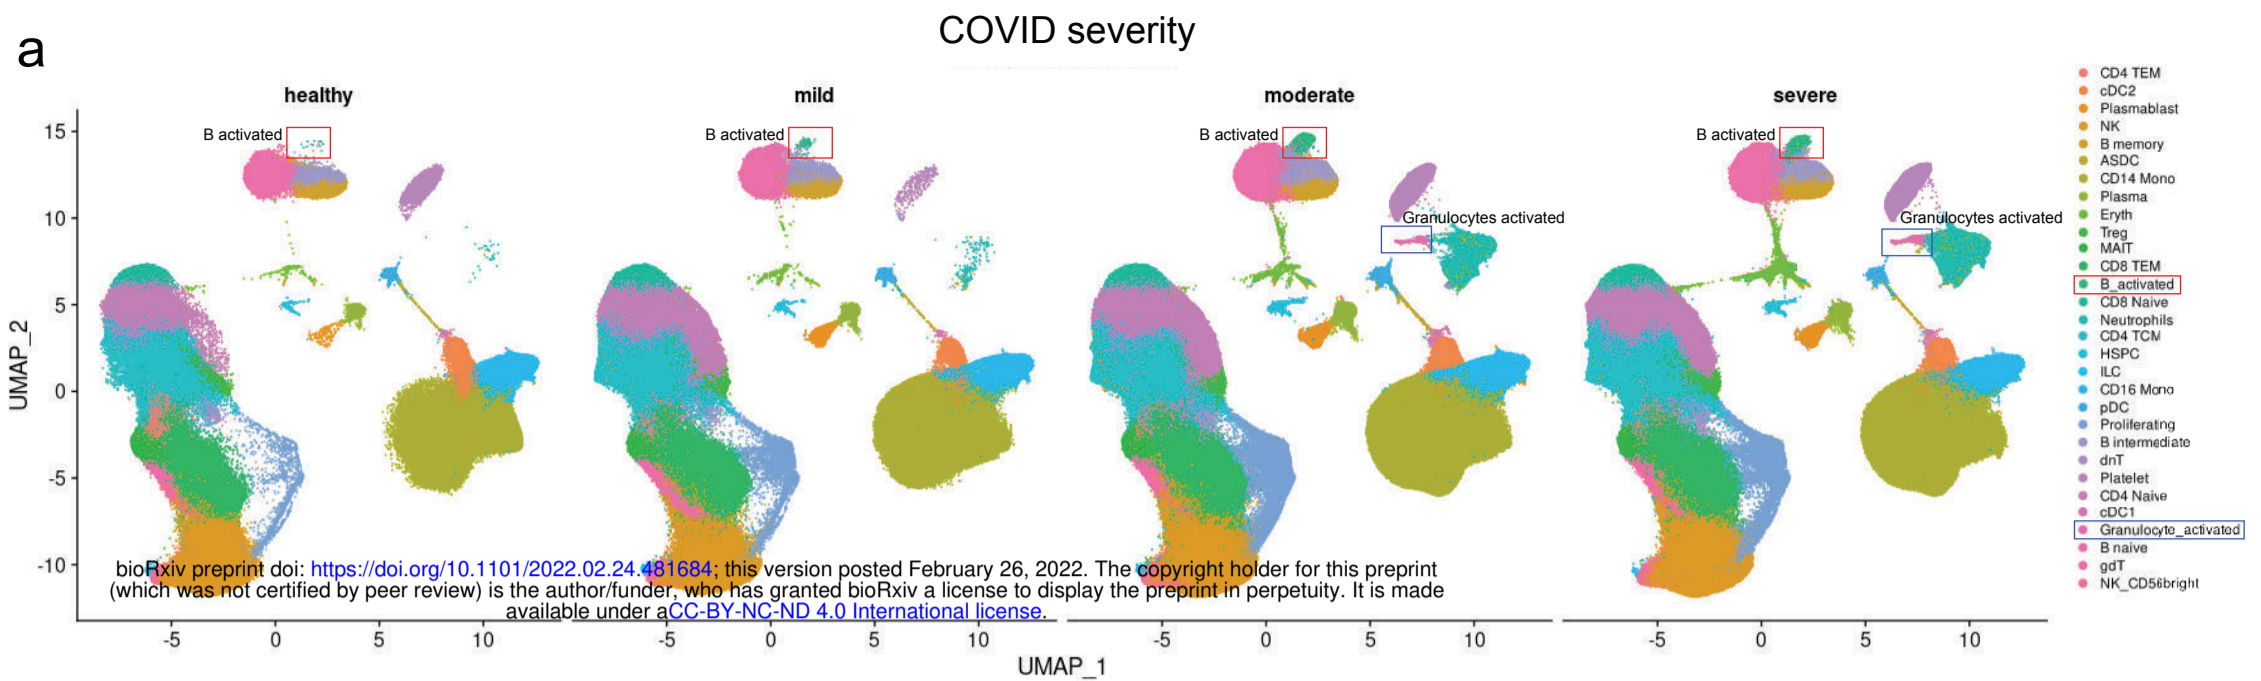 a
COVID severity
healthy
mild
moderate
severe
B activated
B activated
B activated
B activated
Granulocytes activated
Granulocytes activated
UMAP_2
15
10
5
0
-5
-10
-5 0 5 10
-5 0 5 10
-5 0 5 10
-5 0 5 10
UMAP_1
bioRxiv preprint doi: https://doi.org/10.1101/2022.02.24.481684; this version posted February 26, 2022. The copyright holder for this preprint
(which was not certified by peer review) is the author/funder, who has granted bioRxiv a license to display the preprint in perpetuity. It is made
available under aCC-BY-NC-ND 4.0 International license.
CD4 TEM
cDC2
Plasmablast
NK
B memory
ASDC
CD14 Mono
Plasma
Eryth
Treg
MAIT
CD8 TEM
B_activated
CD8 Naive
Neutrophils
CD4 TCM
HSPC
ILC
CD16 Mono
pDC
Proliferating
B intermediate
dnT
Platelet
CD4 Naive
cDC1
Granulocyte_activated
B naive
gdT
NK_CD56bright